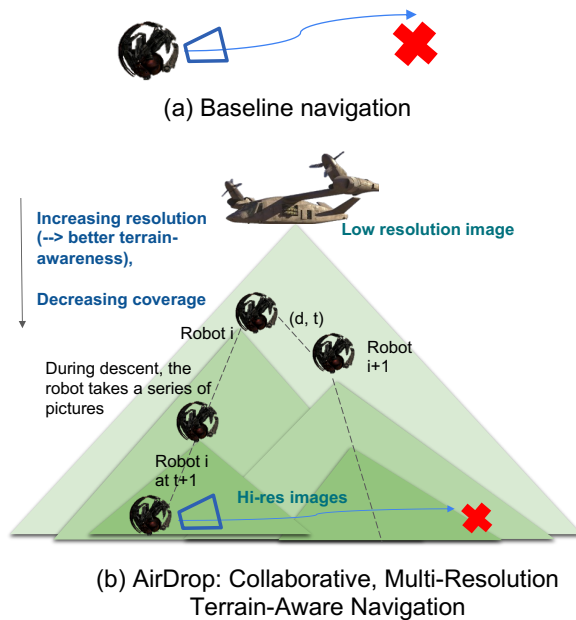 (a) Baseline navigation
Increasing resolution
(--> better terrain-
awareness),
Low resolution image
Decreasing coverage
(d, t)
Robot i
Robot
i+1
During descent, the
robot takes a series of
pictures
Robot i
at t+1
Hi-res images
(b) AirDrop: Collaborative, Multi-Resolution
Terrain-Aware Navigation